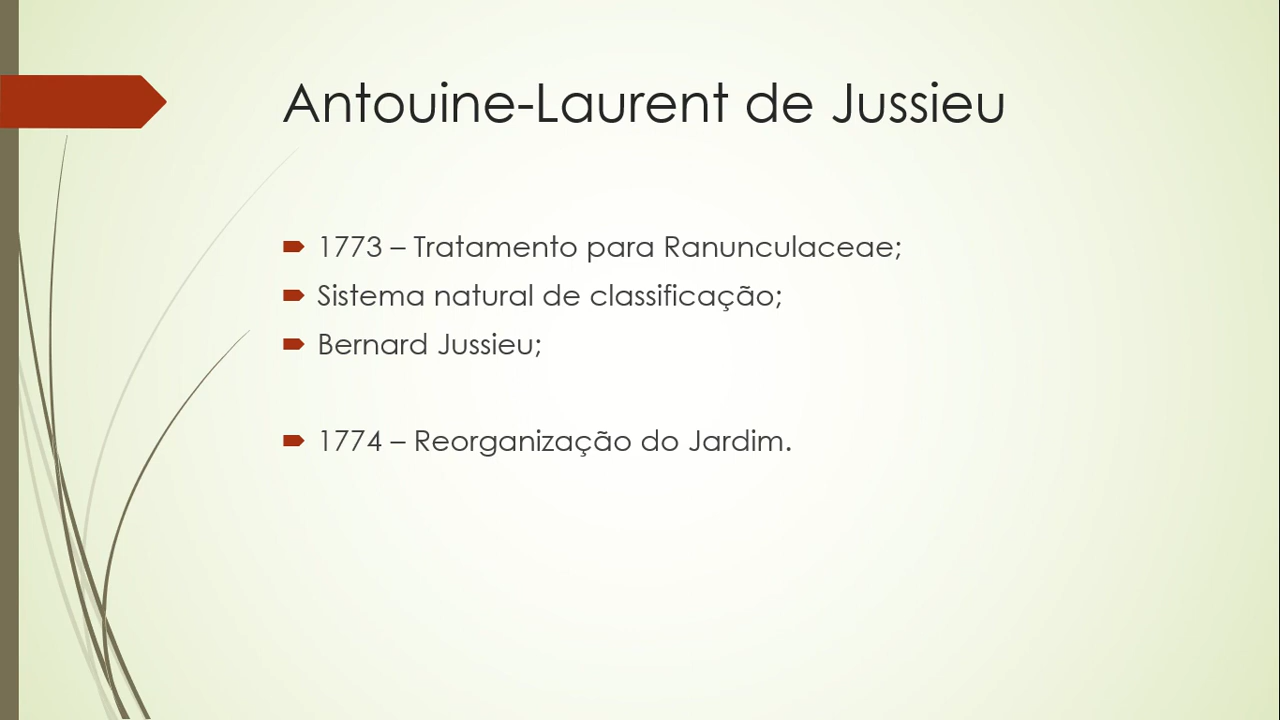 Antouine-Laurent de Jussieu
1773 – Tratamento para Ranunculaceae;
Sistema natural de classificação;
Bernard Jussieu;
1774 – Reorganização do Jardim.